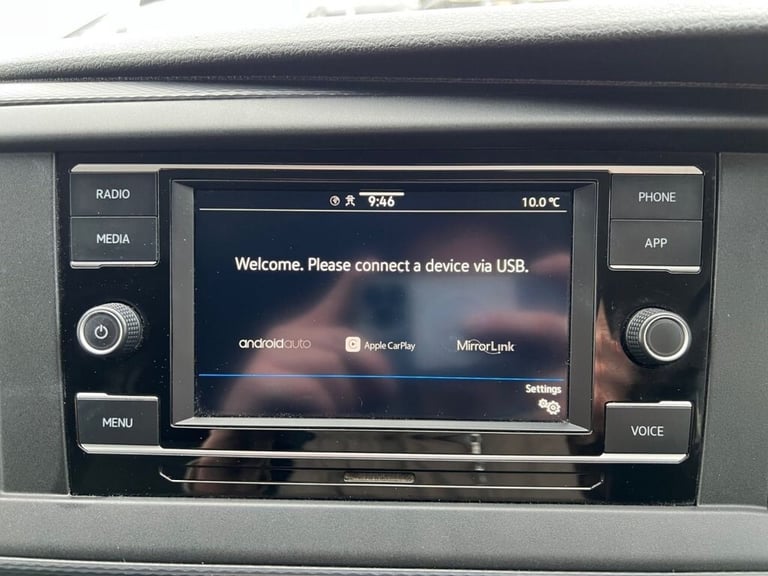 RADIO
MEDIA
MENU
9:46
10.0 °C
Welcome. Please connect a device via USB.
androidauto
Apple CarPlay
MirrorLink
Settings
PHONE
APP
VOICE